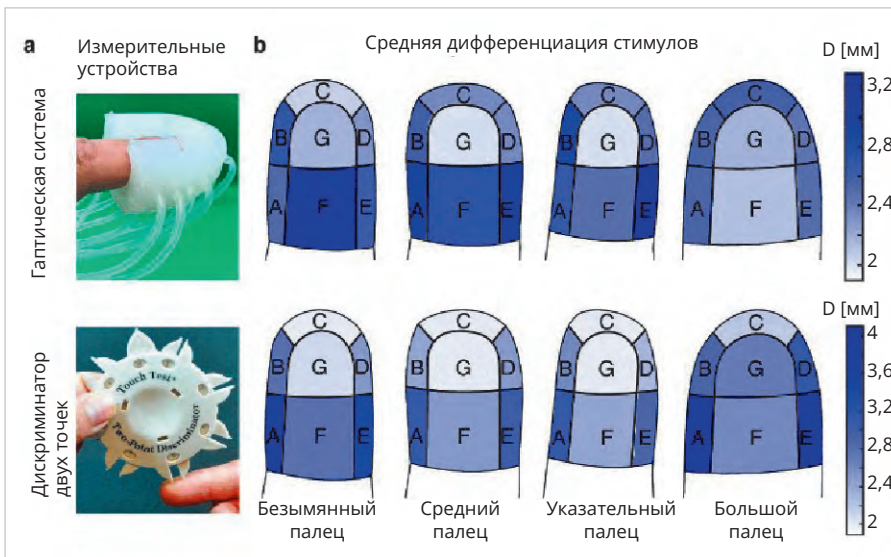 a
Измерительные
устройства
b
Средняя дифференциация стимулов
D [мм]
Гаптическая система
C
B
G
D
A
F
E
C
B
G
D
A
F
E
C
B
G
D
A
F
E
C
B
G
D
A
F
E
3,2
2,8
2,4
2
Дискриминатор
двух точек
Touch Test
Two-Point Discriminator
C
B
G
D
A
F
E
C
B
G
D
A
F
E
C
B
G
D
A
F
E
C
B
G
D
A
F
E
D [мм]
4
3,6
3,2
2,8
2,4
2
Безымянный
палец
Средний
палец
Указательный
палец
Большой
палец